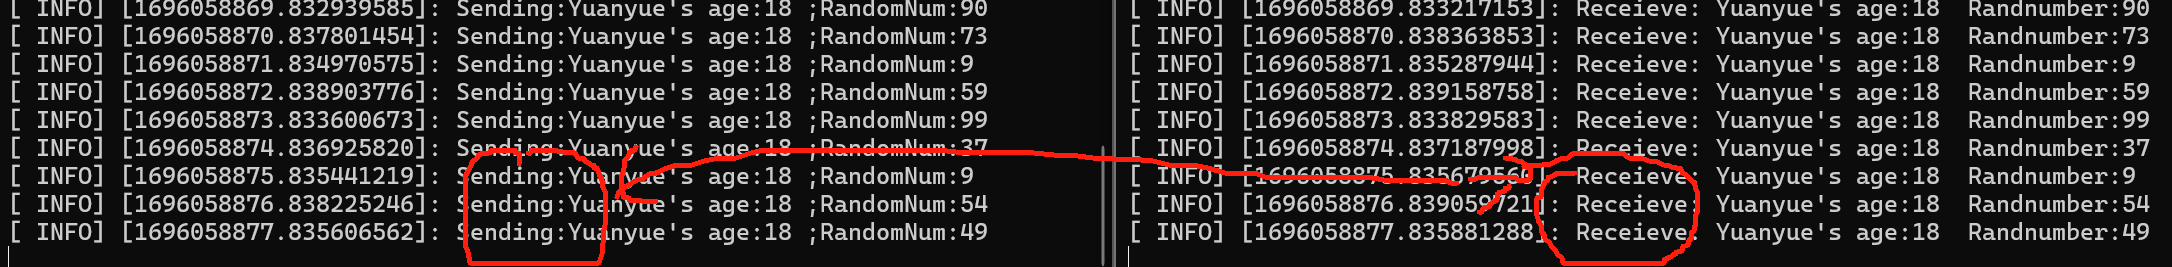 [ INFO] [1696058869.832939585]: Sending:Yuanyue's age:18 ;RandomNum:90
[ INFO] [1696058870.837801454]: Sending:Yuanyue's age:18 ;RandomNum:73
[ INFO] [1696058871.834970575]: Sending:Yuanyue's age:18 ;RandomNum:9
[ INFO] [1696058872.838903776]: Sending:Yuanyue's age:18 ;RandomNum:59
[ INFO] [1696058873.833600673]: Sending:Yuanyue's age:18 ;RandomNum:99
[ INFO] [1696058874.836925820]: Sending:Yuanyue's age:18 ;RandomNum:37
[ INFO] [1696058875.835441219]: Sending:Yuanyue's age:18 ;RandomNum:9
[ INFO] [1696058876.838225246]: Sending:Yuanyue's age:18 ;RandomNum:54
[ INFO] [1696058877.835606562]: Sending:Yuanyue's age:18 ;RandomNum:49
[ INFO] [1696058869.833217153]: Receieve: Yuanyue's age:18  Randnumber:90
[ INFO] [1696058870.838363853]: Receieve: Yuanyue's age:18  Randnumber:73
[ INFO] [1696058871.835287944]: Receieve: Yuanyue's age:18  Randnumber:9
[ INFO] [1696058872.839158758]: Receieve: Yuanyue's age:18  Randnumber:59
[ INFO] [1696058873.833829583]: Receieve: Yuanyue's age:18  Randnumber:99
[ INFO] [1696058874.837187998]: Receieve: Yuanyue's age:18  Randnumber:37
[ INFO] Receieve: Yuanyue's age:18  Randnumber:9
[ INFO] [1696058876.839059721]: Receieve: Yuanyue's age:18  Randnumber:54
[ INFO] [1696058877.835881288]: Receieve: Yuanyue's age:18  Randnumber:49